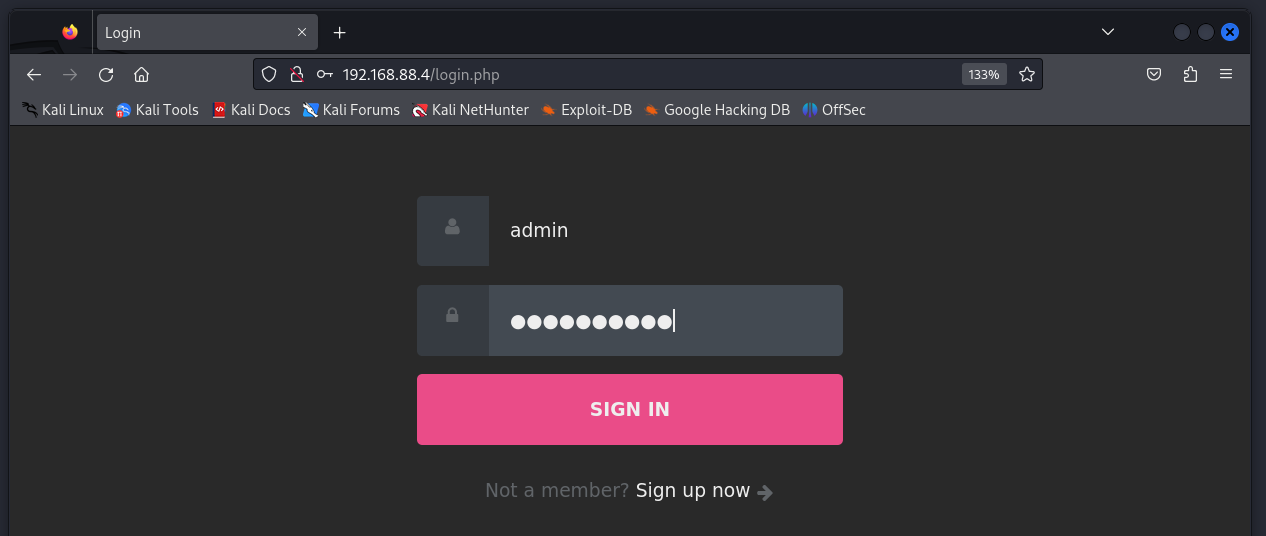 Login
192.168.88.4/login.php
133%
Kali Linux Kali Tools Kali Docs Kali Forums Kali NetHunter Exploit-DB Google Hacking DB OffSec
admin
●●●●●●●●●●
SIGN IN
Not a member? Sign up now